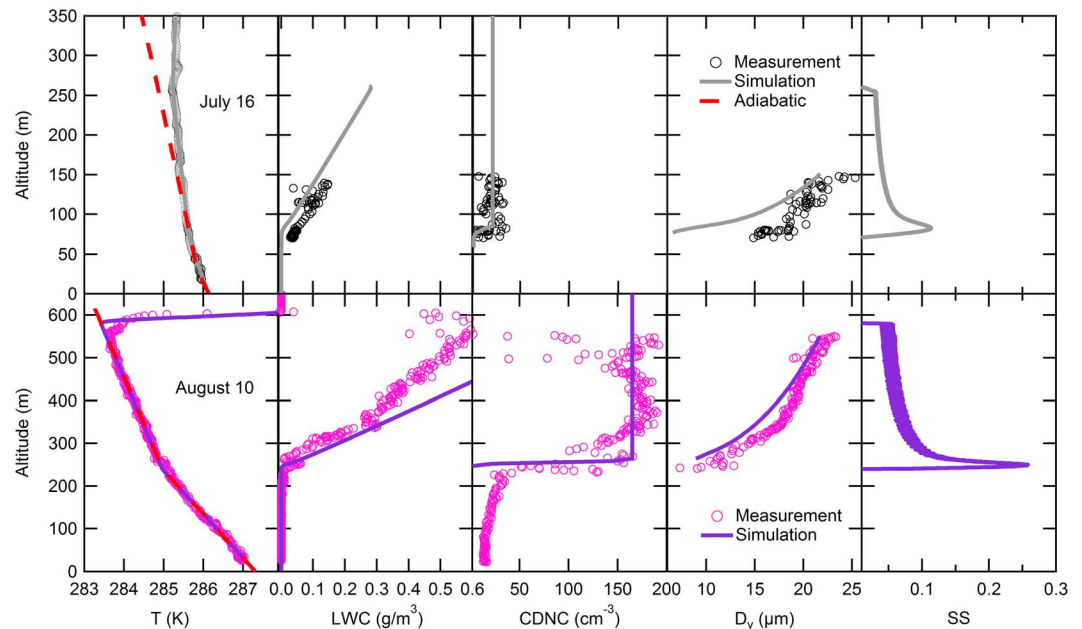 350
300
250
200
150
100
50
0
Altitude (m)
July 16
Measurement
Simulation
Adiabatic
600
500
400
300
200
100
0
Altitude (m)
August 10
Measurement
Simulation
283 284 285 286 287 0.0 0.1 0.2 0.3 0.4 0.5 0.6 50 100 150 200 10 15 20 25 0.1 0.2 0.3
T (K) LWC (g/m³) CDNC (cm⁻³) Dᵥ (µm) SS